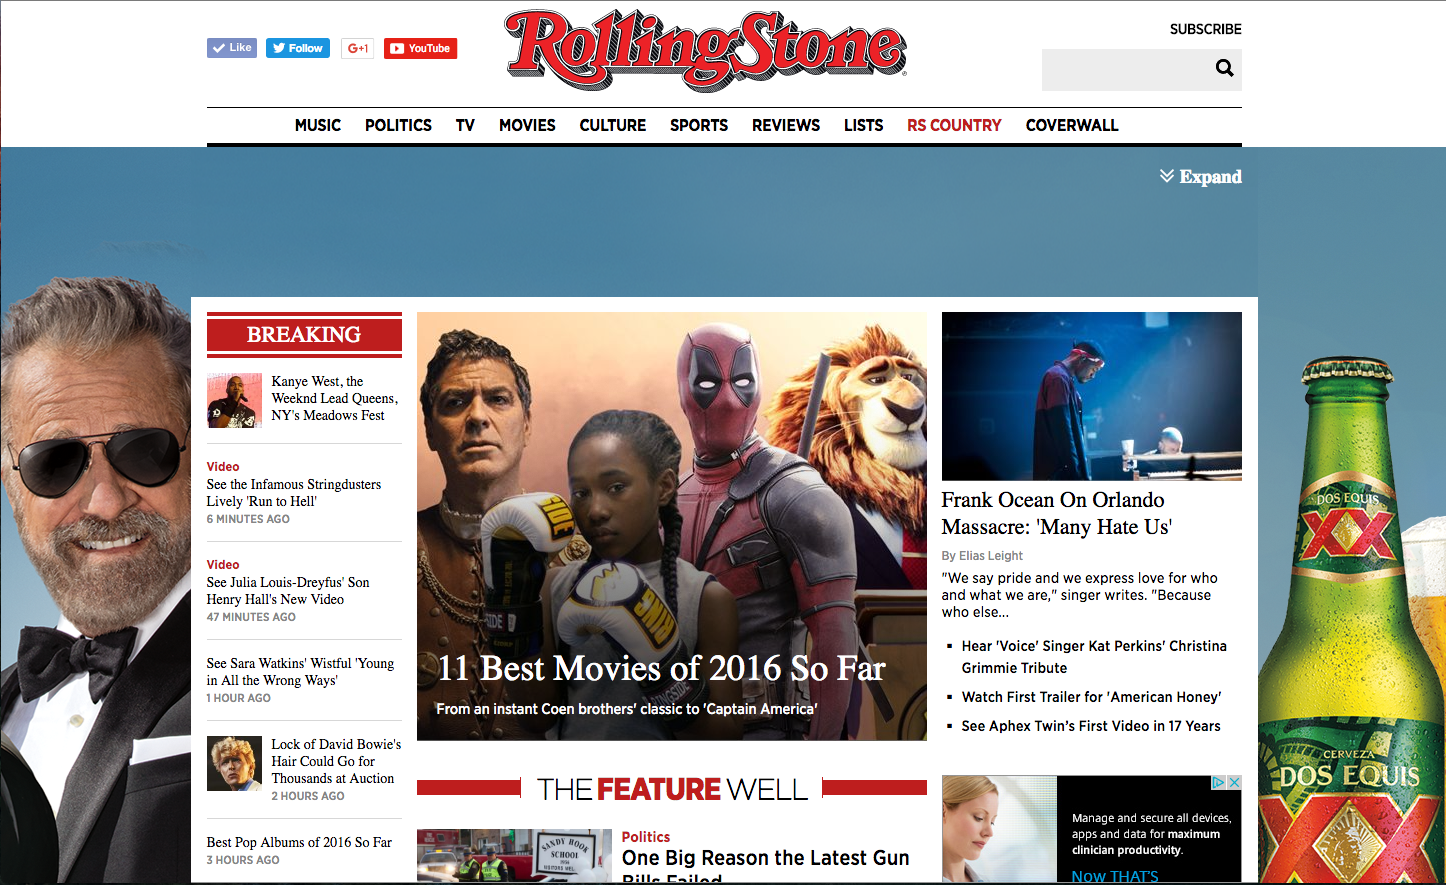 Like
Follow
G+1
YouTube
RollingStone
SUBSCRIBE
MUSIC POLITICS TV MOVIES CULTURE SPORTS REVIEWS LISTS RS COUNTRY COVERWALL
Expand
BREAKING
Kanye West, the
Weeknd Lead Queens,
NY's Meadows Fest
Video
See the Infamous Stringdusters
Lively 'Run to Hell'
6 MINUTES AGO
Video
See Julia Louis-Dreyfus' Son
Henry Hall's New Video
47 MINUTES AGO
See Sara Watkins' Wistful 'Young
in All the Wrong Ways'
1 HOUR AGO
Lock of David Bowie's
Hair Could Go for
Thousands at Auction
2 HOURS AGO
Best Pop Albums of 2016 So Far
3 HOURS AGO
SIDE
RING
SIDE
RINGSIDE
11 Best Movies of 2016 So Far
From an instant Coen brothers' classic to 'Captain America'
THE FEATURE WELL
SANDY HOOK
SCHOOL
1956
VISITORS WEL
Politics
One Big Reason the Latest Gun
Bills Failed
Frank Ocean On Orlando
Massacre: 'Many Hate Us'
By Elias Leight
"We say pride and we express love for who
and what we are," singer writes. "Because
who else...
Hear 'Voice' Singer Kat Perkins' Christina
Grimmie Tribute
Watch First Trailer for 'American Honey'
See Aphex Twin's First Video in 17 Years
Manage and secure all devices,
apps and data for maximum
clinician productivity.
Now THAT'S
DOS EQUIS
XX
CERVEZA
DOS EQUIS
XX